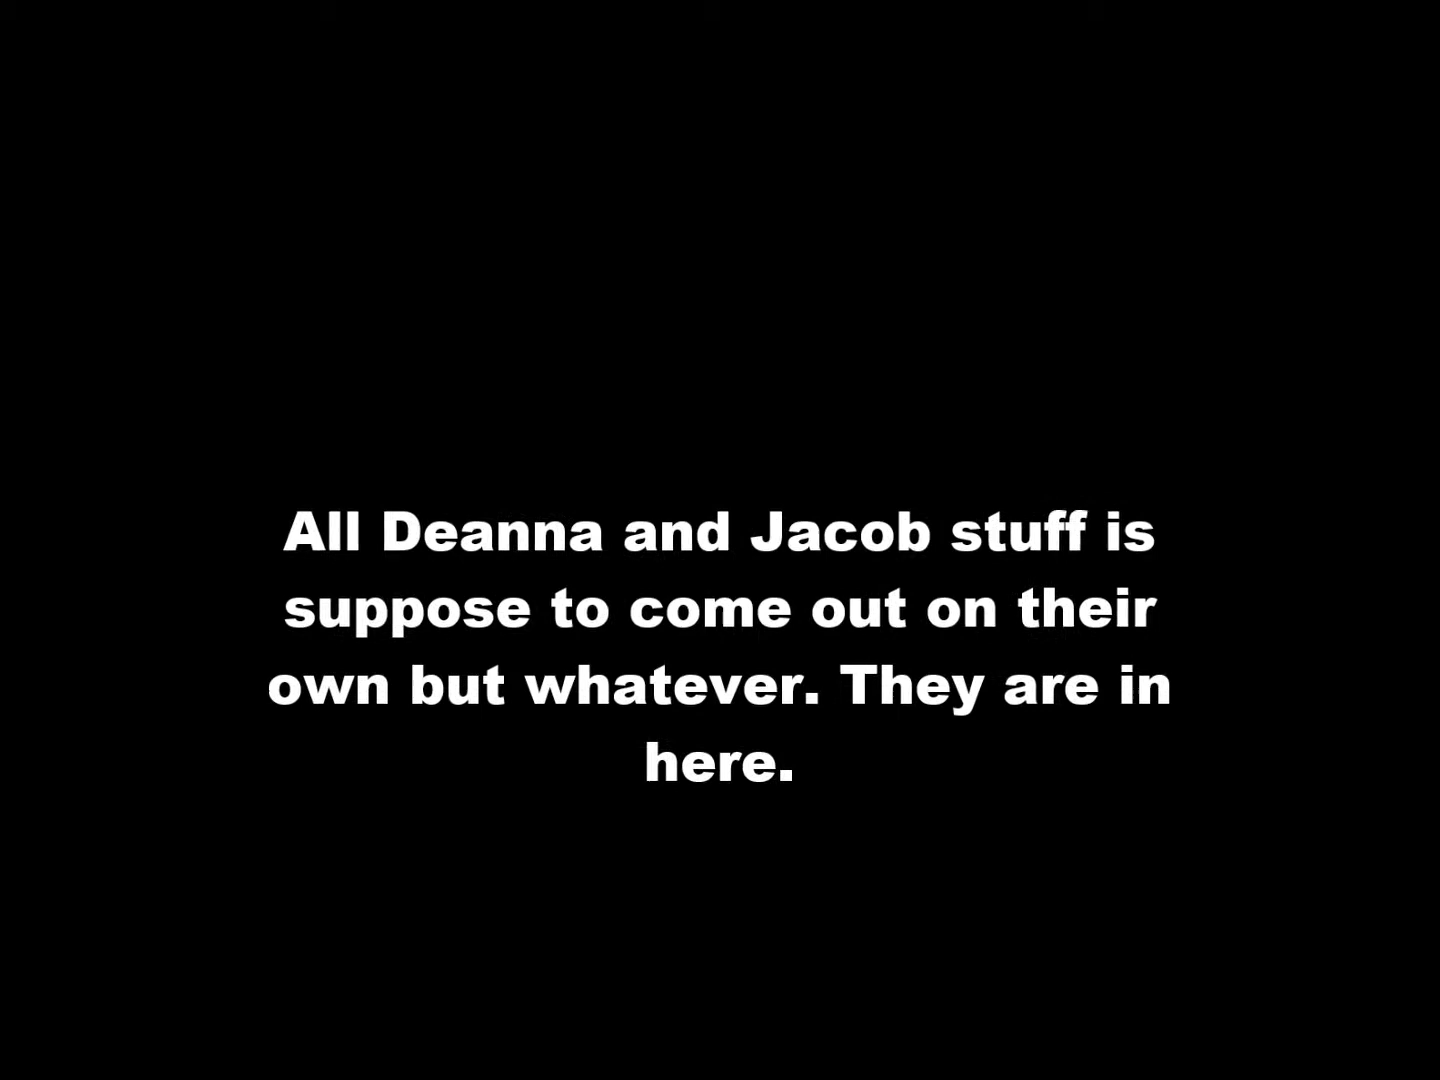 All Deanna and Jacob stuff is
suppose to come out on their
own but whatever. They are in
here.